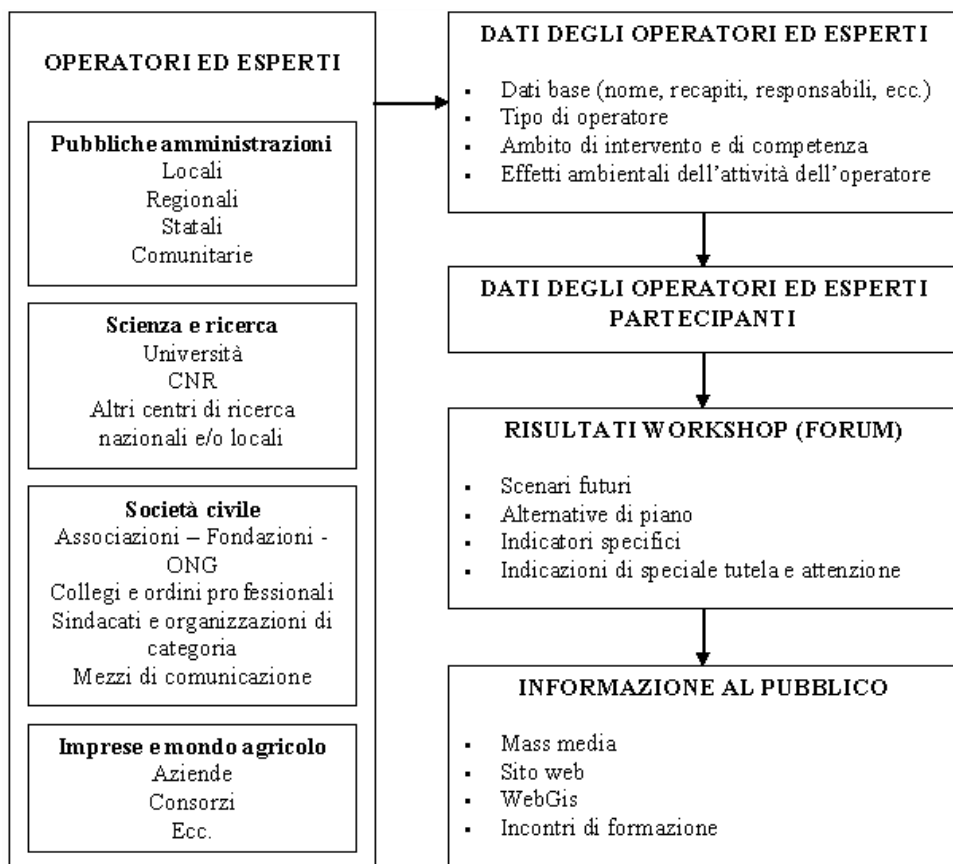 OPERATORI ED ESPERTI
Pubbliche amministrazioni
Locali
Regionali
Statali
Comunitarie
Scienza e ricerca
Università
CNR
Altri centri di ricerca
nazionali e/o locali
Società civile
Associazioni – Fondazioni -
ONG
Collegi e ordini professionali
Sindacati e organizzazioni di
categoria
Mezzi di comunicazione
Imprese e mondo agricolo
Aziende
Consorzi
Ecc.
DATI DEGLI OPERATORI ED ESPERTI
▪ Dati base (nome, recapiti, responsabili, ecc.)
▪ Tipo di operatore
▪ Ambito di intervento e di competenza
▪ Effetti ambientali dell’attività dell’operatore
DATI DEGLI OPERATORI ED ESPERTI
PARTECIPANTI
RISULTATI WORKSHOP (FORUM)
▪ Scenari futuri
▪ Alternative di piano
▪ Indicatori specifici
▪ Indicazioni di speciale tutela e attenzione
INFORMAZIONE AL PUBBLICO
▪ Mass media
▪ Sito web
▪ WebGis
▪ Incontri di formazione